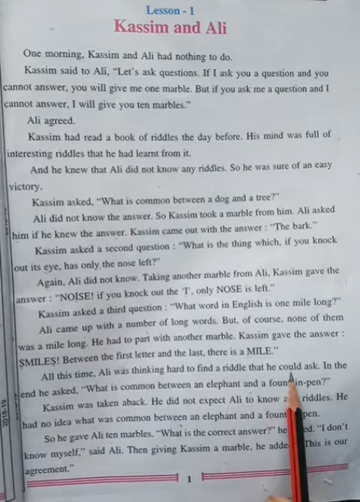 Lesson - 1
Kassim and Ali
One morning, Kassim and Ali had nothing to do.
Kassim said to Ali, "Let's ask questions. If I ask you a question and you
cannot answer, you will give me one marble. But if you ask me a question and I
cannot answer, I will give you ten marbles."
Ali agreed.
Kassim had read a book of riddles the day before. His mind was full of
interesting riddles that he had learnt from it.
And he knew that Ali did not know any riddles. So he was sure of an easy
victory.
Kassim asked, "What is common between a dog and a tree?"
Ali did not know the answer. So Kassim took a marble from him. Ali asked
him if he knew the answer. Kassim came out with the answer : "The bark."
Kassim asked a second question : "What is the thing which, if you knock
out its eye, has only the nose left?"
Again, Ali did not know. Taking another marble from Ali, Kassim gave the
answer : "NOISE! if you knock out the 'I', only NOSE is left."
Kassim asked a third question : "What word in English is one mile long?"
Ali came up with a number of long words. But, of course, none of them
was a mile long. He had to part with another marble. Kassim gave the answer :
SMILES! Between the first letter and the last, there is a MILE."
All this time, Ali was thinking hard to find a riddle that he could ask. In the
end he asked, "What is common between an elephant and a fountain-pen?"
Kassim was taken aback. He did not expect Ali to know riddles. He
had no idea what was common between an elephant and a pen.
So he gave Ali ten marbles. "What is the correct answer?" he "I don't
know myself," said Ali. Then giving Kassim a marble, he "This is our
agreement."
1
2018-19